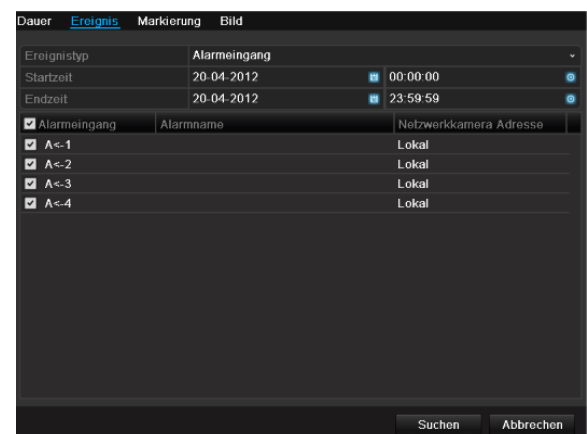 Dauer Ereignis Markierung Bild
Ereignistyp Alarmeingang
Startzeit 20-04-2012 00:00:00
Endzeit 20-04-2012 23:59:59
Alarmeingang Alarmname Netzwerkkamera Adresse
A<-1 Lokal
A<-2 Lokal
A<-3 Lokal
A<-4 Lokal
Suchen Abbrechen